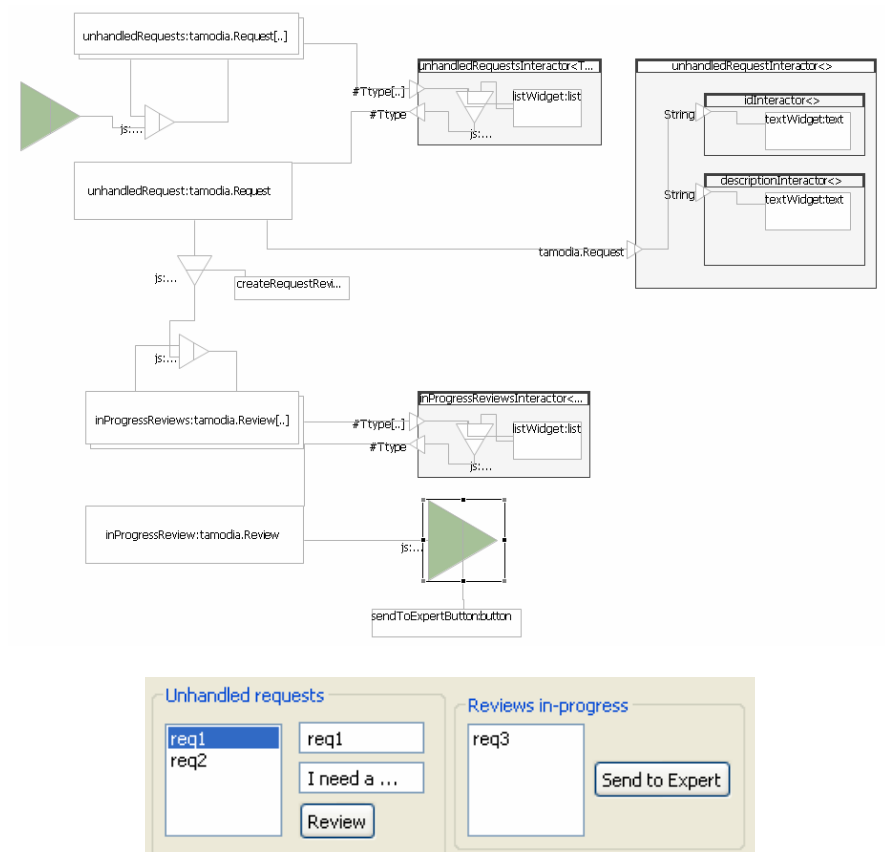 unhandledRequests:tamodia.Request[..]
unhandledRequestsInteractor<T...
unhandledRequestInteractor<>
#Ttype[..]
listWidget:list
idInteractor<>
js:...
#Ttype
js:...
String
textWidget:text
unhandledRequest:tamodia.Request
descriptionInteractor<>
String
textWidget:text
tamodia.Request
js:...
createRequestRevi...
js:...
inProgressReviews:tamodia.Review[..]
inProgressReviewsInteractor<...
#Ttype[..]
listWidget:list
#Ttype
js:...
inProgressReview:tamodia.Review
js:...
sendToExpertButton:button
Unhandled requests
req1
req2
req1
I need a ...
Review
Reviews in-progress
req3
Send to Expert